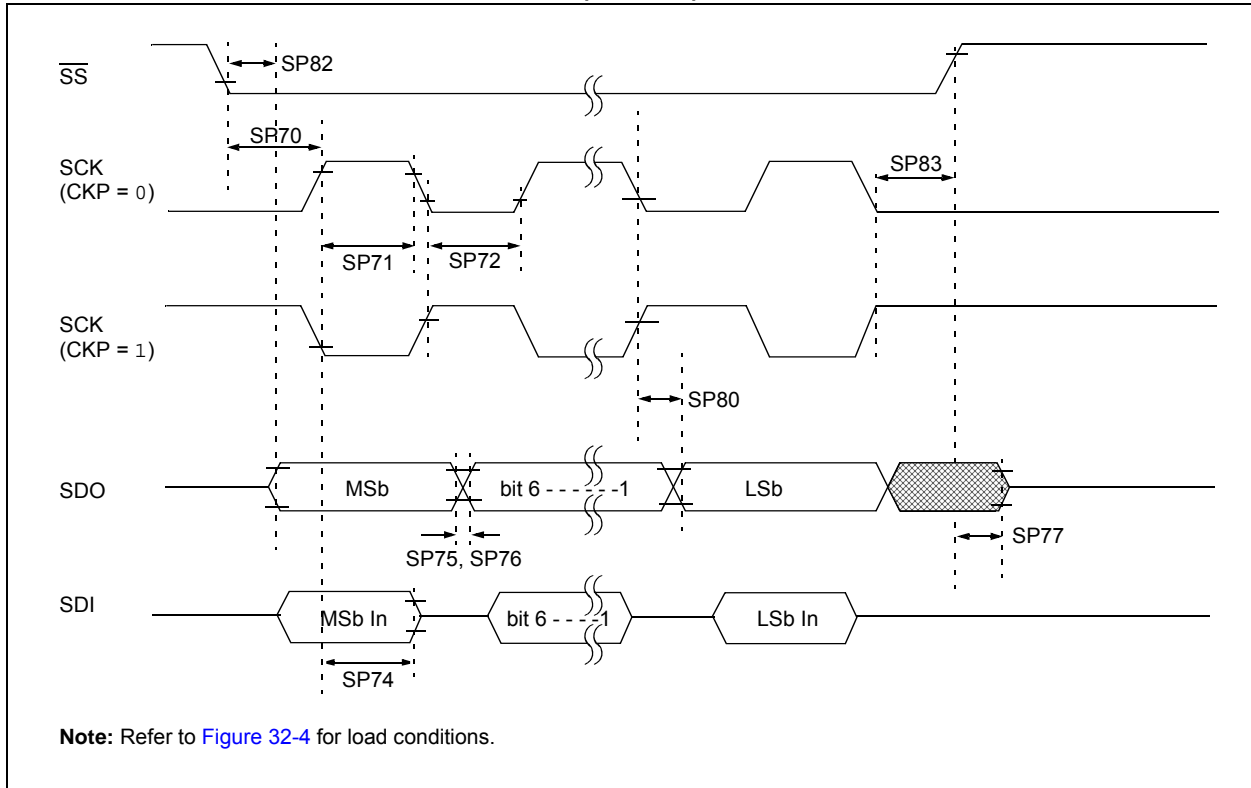 SS
SP82
SP70
SCK
(CKP = 0)
SP83
SP71
SP72
SCK
(CKP = 1)
SP80
SDO
MSb
bit 6 - - - - - -1
LSb
SP77
SP75, SP76
SDI
MSb In
bit 6 - - - -1
LSb In
SP74
Note: Refer to Figure 32-4 for load conditions.